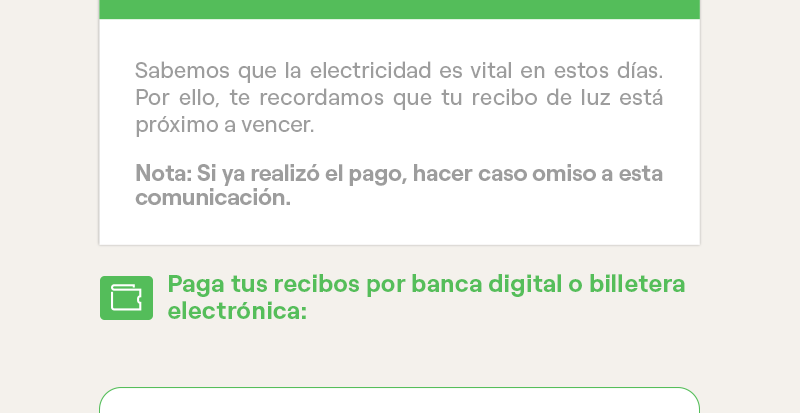 Sabemos que la electricidad es vital en estos días.
Por ello, te recordamos que tu recibo de luz está
próximo a vencer.
Nota: Si ya realizó el pago, hacer caso omiso a esta
comunicación.
Paga tus recibos por banca digital o billetera
electrónica: